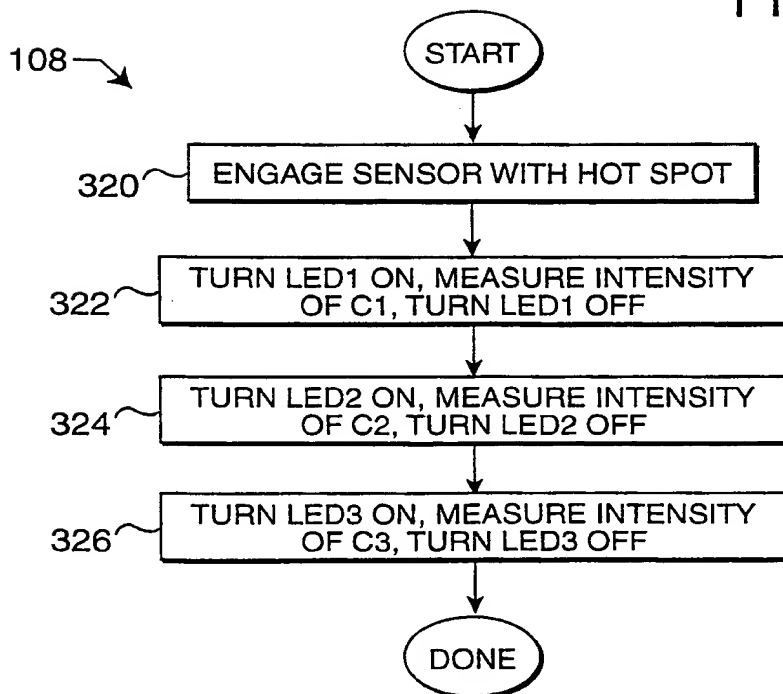 START
108
ENGAGE SENSOR WITH HOT SPOT
320
TURN LED1 ON, MEASURE INTENSITY
OF C1, TURN LED1 OFF
322
TURN LED2 ON, MEASURE INTENSITY
OF C2, TURN LED2 OFF
324
TURN LED3 ON, MEASURE INTENSITY
OF C3, TURN LED3 OFF
326
DONE